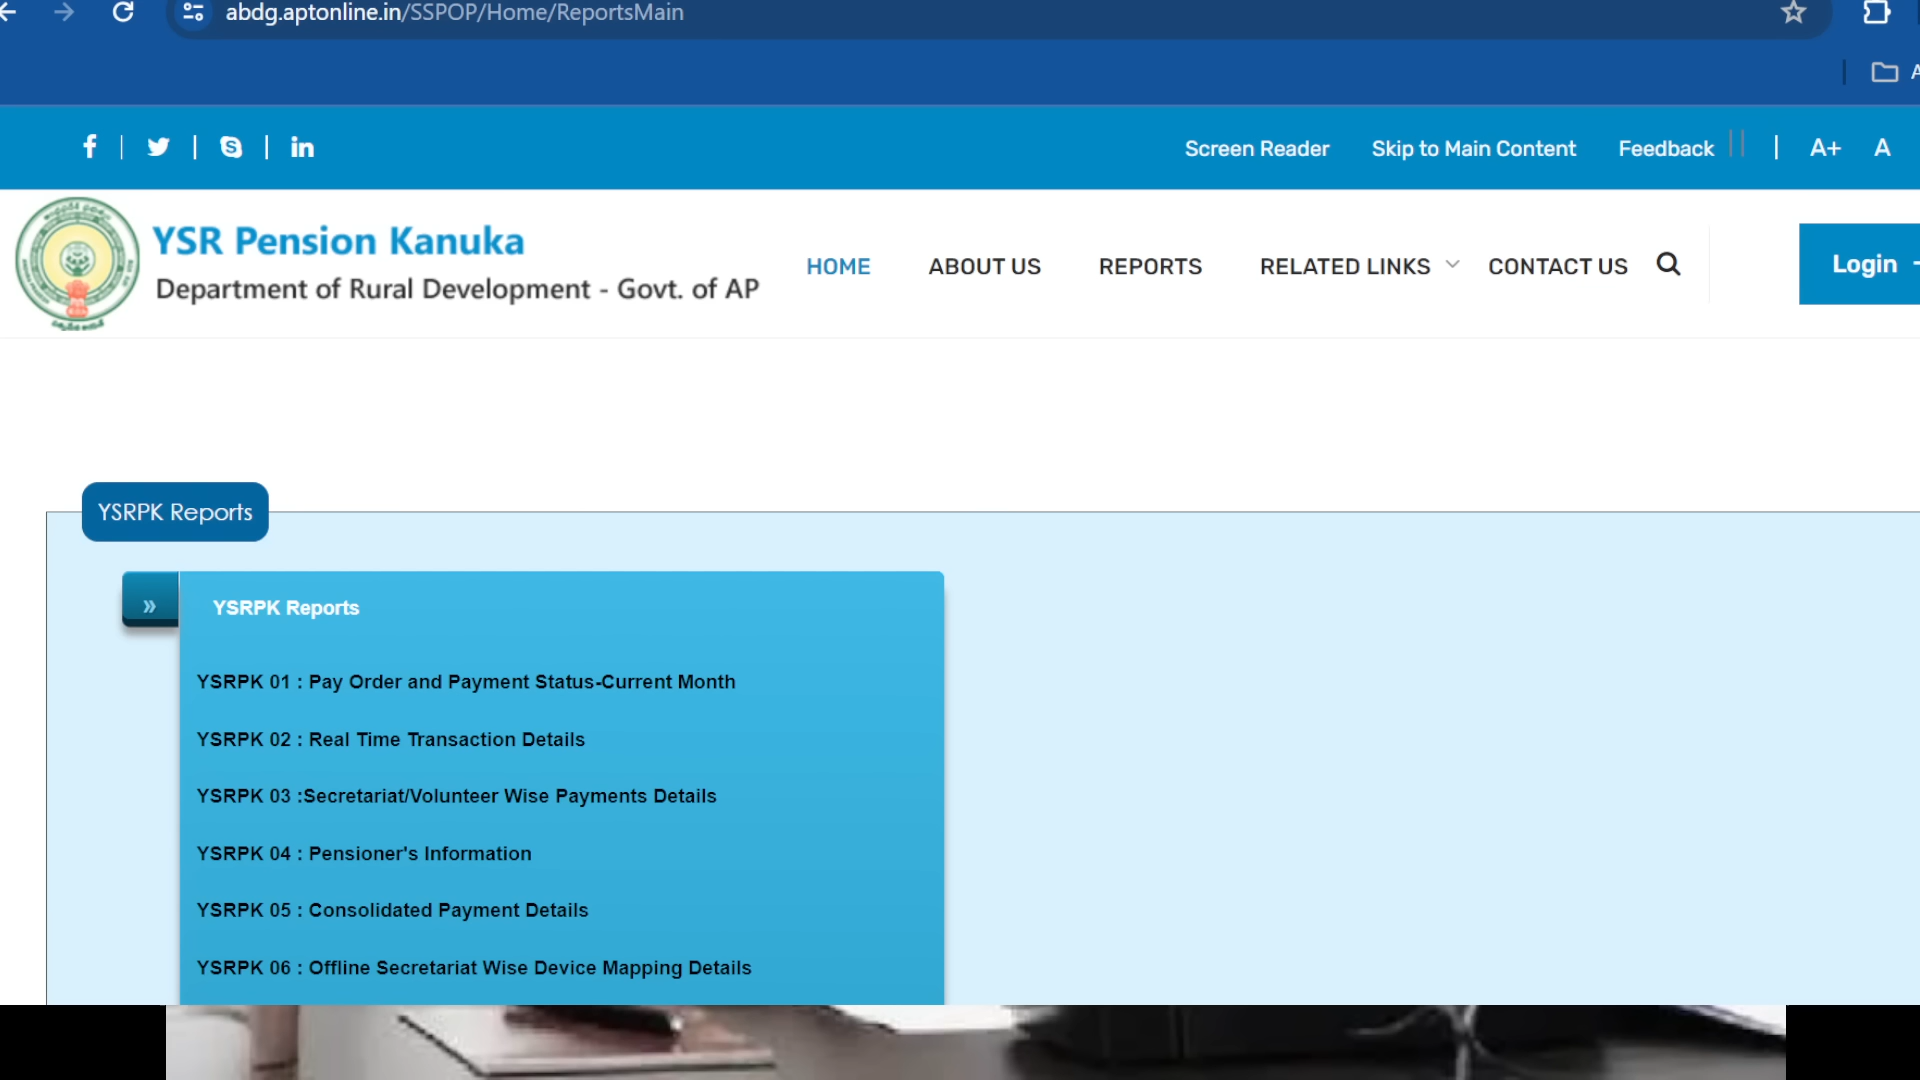 abdg.aptonline.in/SSPOP/Home/ReportsMain
Screen Reader Skip to Main Content Feedback A+ A
YSR Pension Kanuka
Department of Rural Development - Govt. of AP
HOME ABOUT US REPORTS RELATED LINKS CONTACT US Login
YSRPK Reports
» YSRPK Reports
YSRPK 01 : Pay Order and Payment Status-Current Month
YSRPK 02 : Real Time Transaction Details
YSRPK 03 :Secretariat/Volunteer Wise Payments Details
YSRPK 04 : Pensioner's Information
YSRPK 05 : Consolidated Payment Details
YSRPK 06 : Offline Secretariat Wise Device Mapping Details